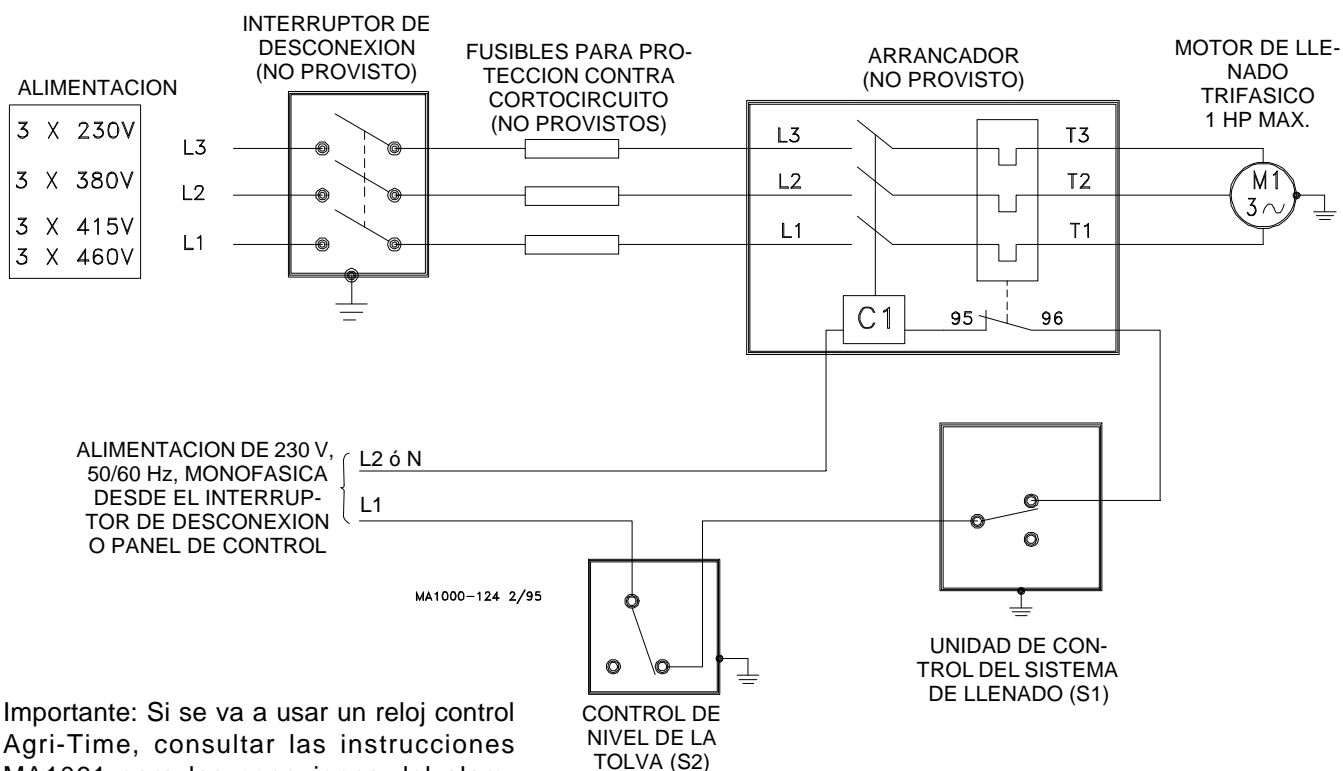 INTERRUPTOR DE
DESCONEXION
(NO PROVISTO)
FUSIBLES PARA PRO-
TECCION CONTRA
CORTOCIRCUITO
(NO PROVISTOS)
ARRANCADOR
(NO PROVISTO)
MOTOR DE LLE-
NADO
TRIFASICO
1 HP MAX.
ALIMENTACION
3 X 230V
3 X 380V
3 X 415V
3 X 460V
L3
L2
L1
L3
L2
L1
T3
T2
T1
M1
3~
C1
95
96
ALIMENTACION DE 230 V,
50/60 Hz, MONOFASICA
DESDE EL INTERRUP-
TOR DE DESCONEXION
O PANEL DE CONTROL
L2 ó N
L1
MA1000-124 2/95
UNIDAD DE CON-
TROL DEL SISTEMA
DE LLENADO (S1)
CONTROL DE
NIVEL DE LA
TOLVA (S2)
Importante: Si se va a usar un reloj control
Agri-Time, consultar las instrucciones